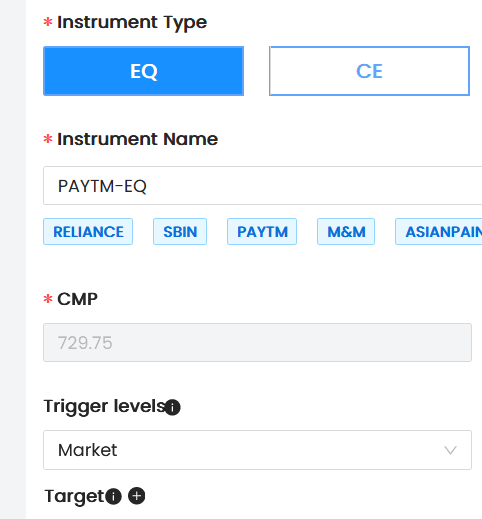 * Instrument Type
EQ CE
* Instrument Name
PAYTM-EQ
RELIANCE SBIN PAYTM M&M ASIANPAIN
* CMP
729.75
Trigger levels
Market
Target